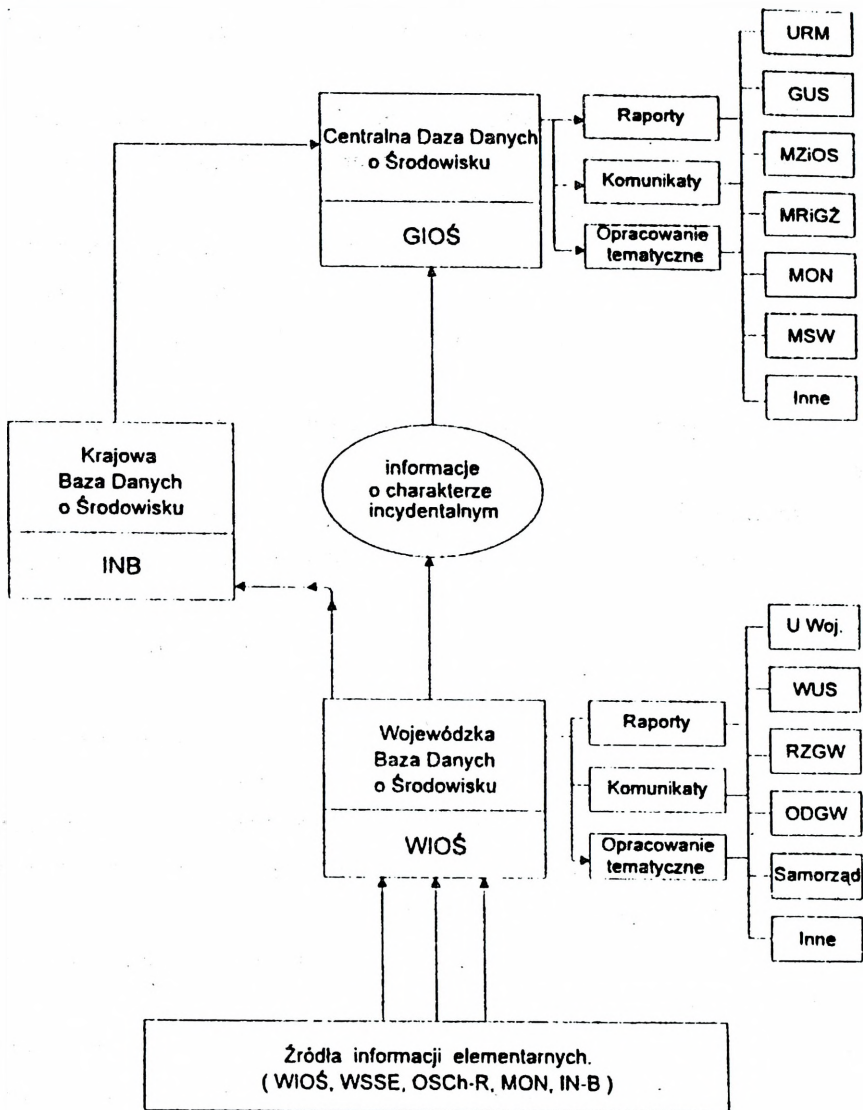 URM
GUS
MZiOS
MRiGŻ
MON
MSW
Inne
Raporty
Komunikaty
Opracowanie
tematyczne
Centralna Daza Danych
o Środowisku
GIOŚ
Krajowa
Baza Danych
o Środowisku
INB
informacje
o charakterze
incydentalnym
Wojewódzka
Baza Danych
o Środowisku
WIOŚ
Raporty
Komunikaty
Opracowanie
tematyczne
U Woj.
WUS
RZGW
ODGW
Samorząd
Inne
Źródła informacji elementarnych.
( WIOŚ, WSSE, OSCh-R, MON, IN-B )